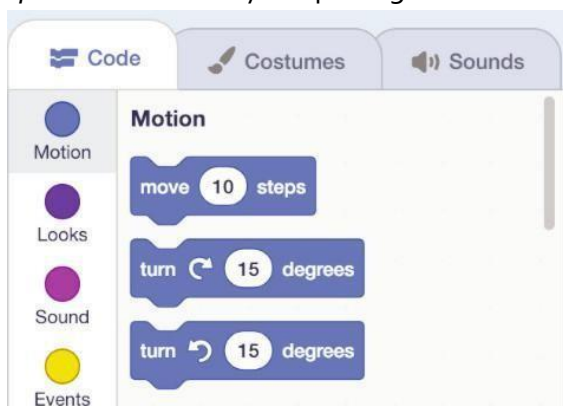 Code Costumes Sounds
Motion
Motion
move 10 steps
Looks
turn 15 degrees
Sound
turn 15 degrees
Events